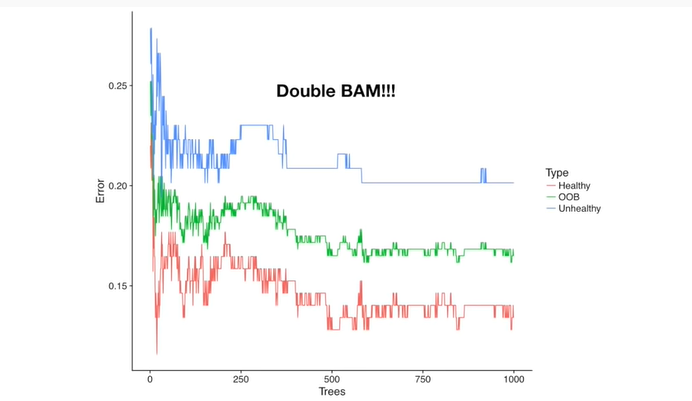 Double BAM!!!
0.25
0.20
0.15
Error
0
250
500
750
1000
Trees
Type
Healthy
OOB
Unhealthy